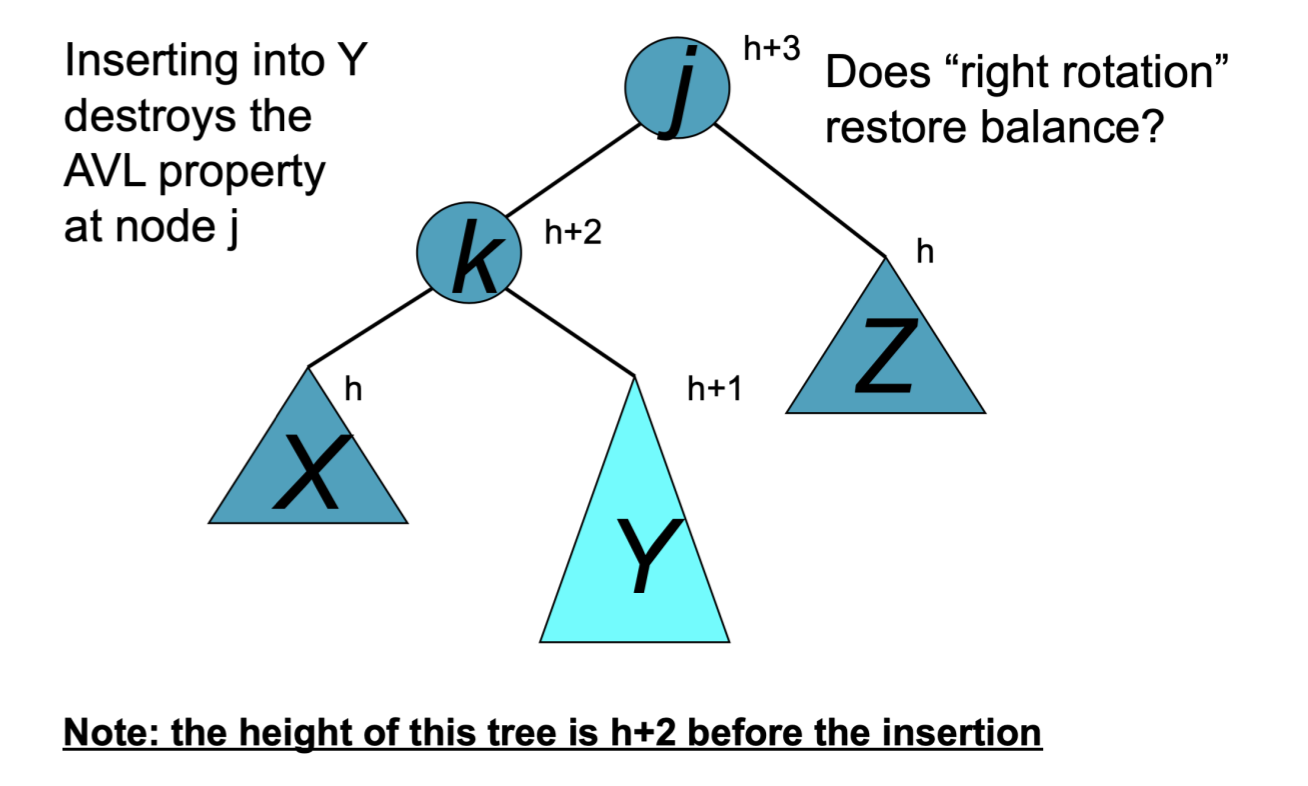 Inserting into Y
destroys the
AVL property
at node j
j
h+3
Does “right rotation”
restore balance?
k
h+2
h
Z
h
X
h+1
Y
Note: the height of this tree is h+2 before the insertion